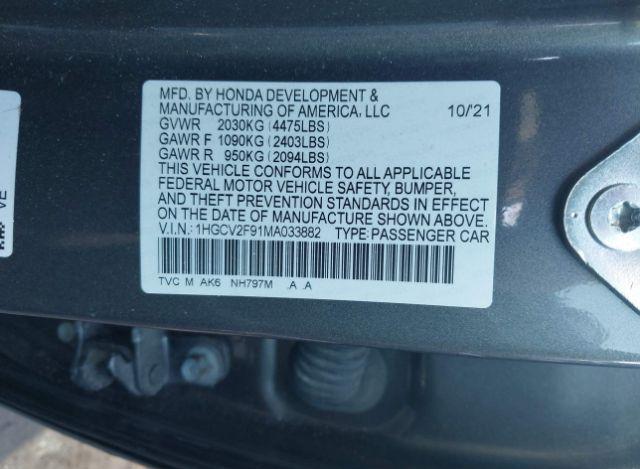 MFD. BY HONDA DEVELOPMENT &
MANUFACTURING OF AMERICA, LLC 10/'21
GVWR 2030KG (4475LBS)
GAWR F 1090KG (2403LBS)
GAWR R 950KG (2094LBS)
THIS VEHICLE CONFORMS TO ALL APPLICABLE
FEDERAL MOTOR VEHICLE SAFETY, BUMPER,
AND THEFT PREVENTION STANDARDS IN EFFECT
ON THE DATE OF MANUFACTURE SHOWN ABOVE.
V.I.N.: 1HGCV2F91MA033882 TYPE: PASSENGER CAR
TVC M AK6 NH797M .A .A
VE